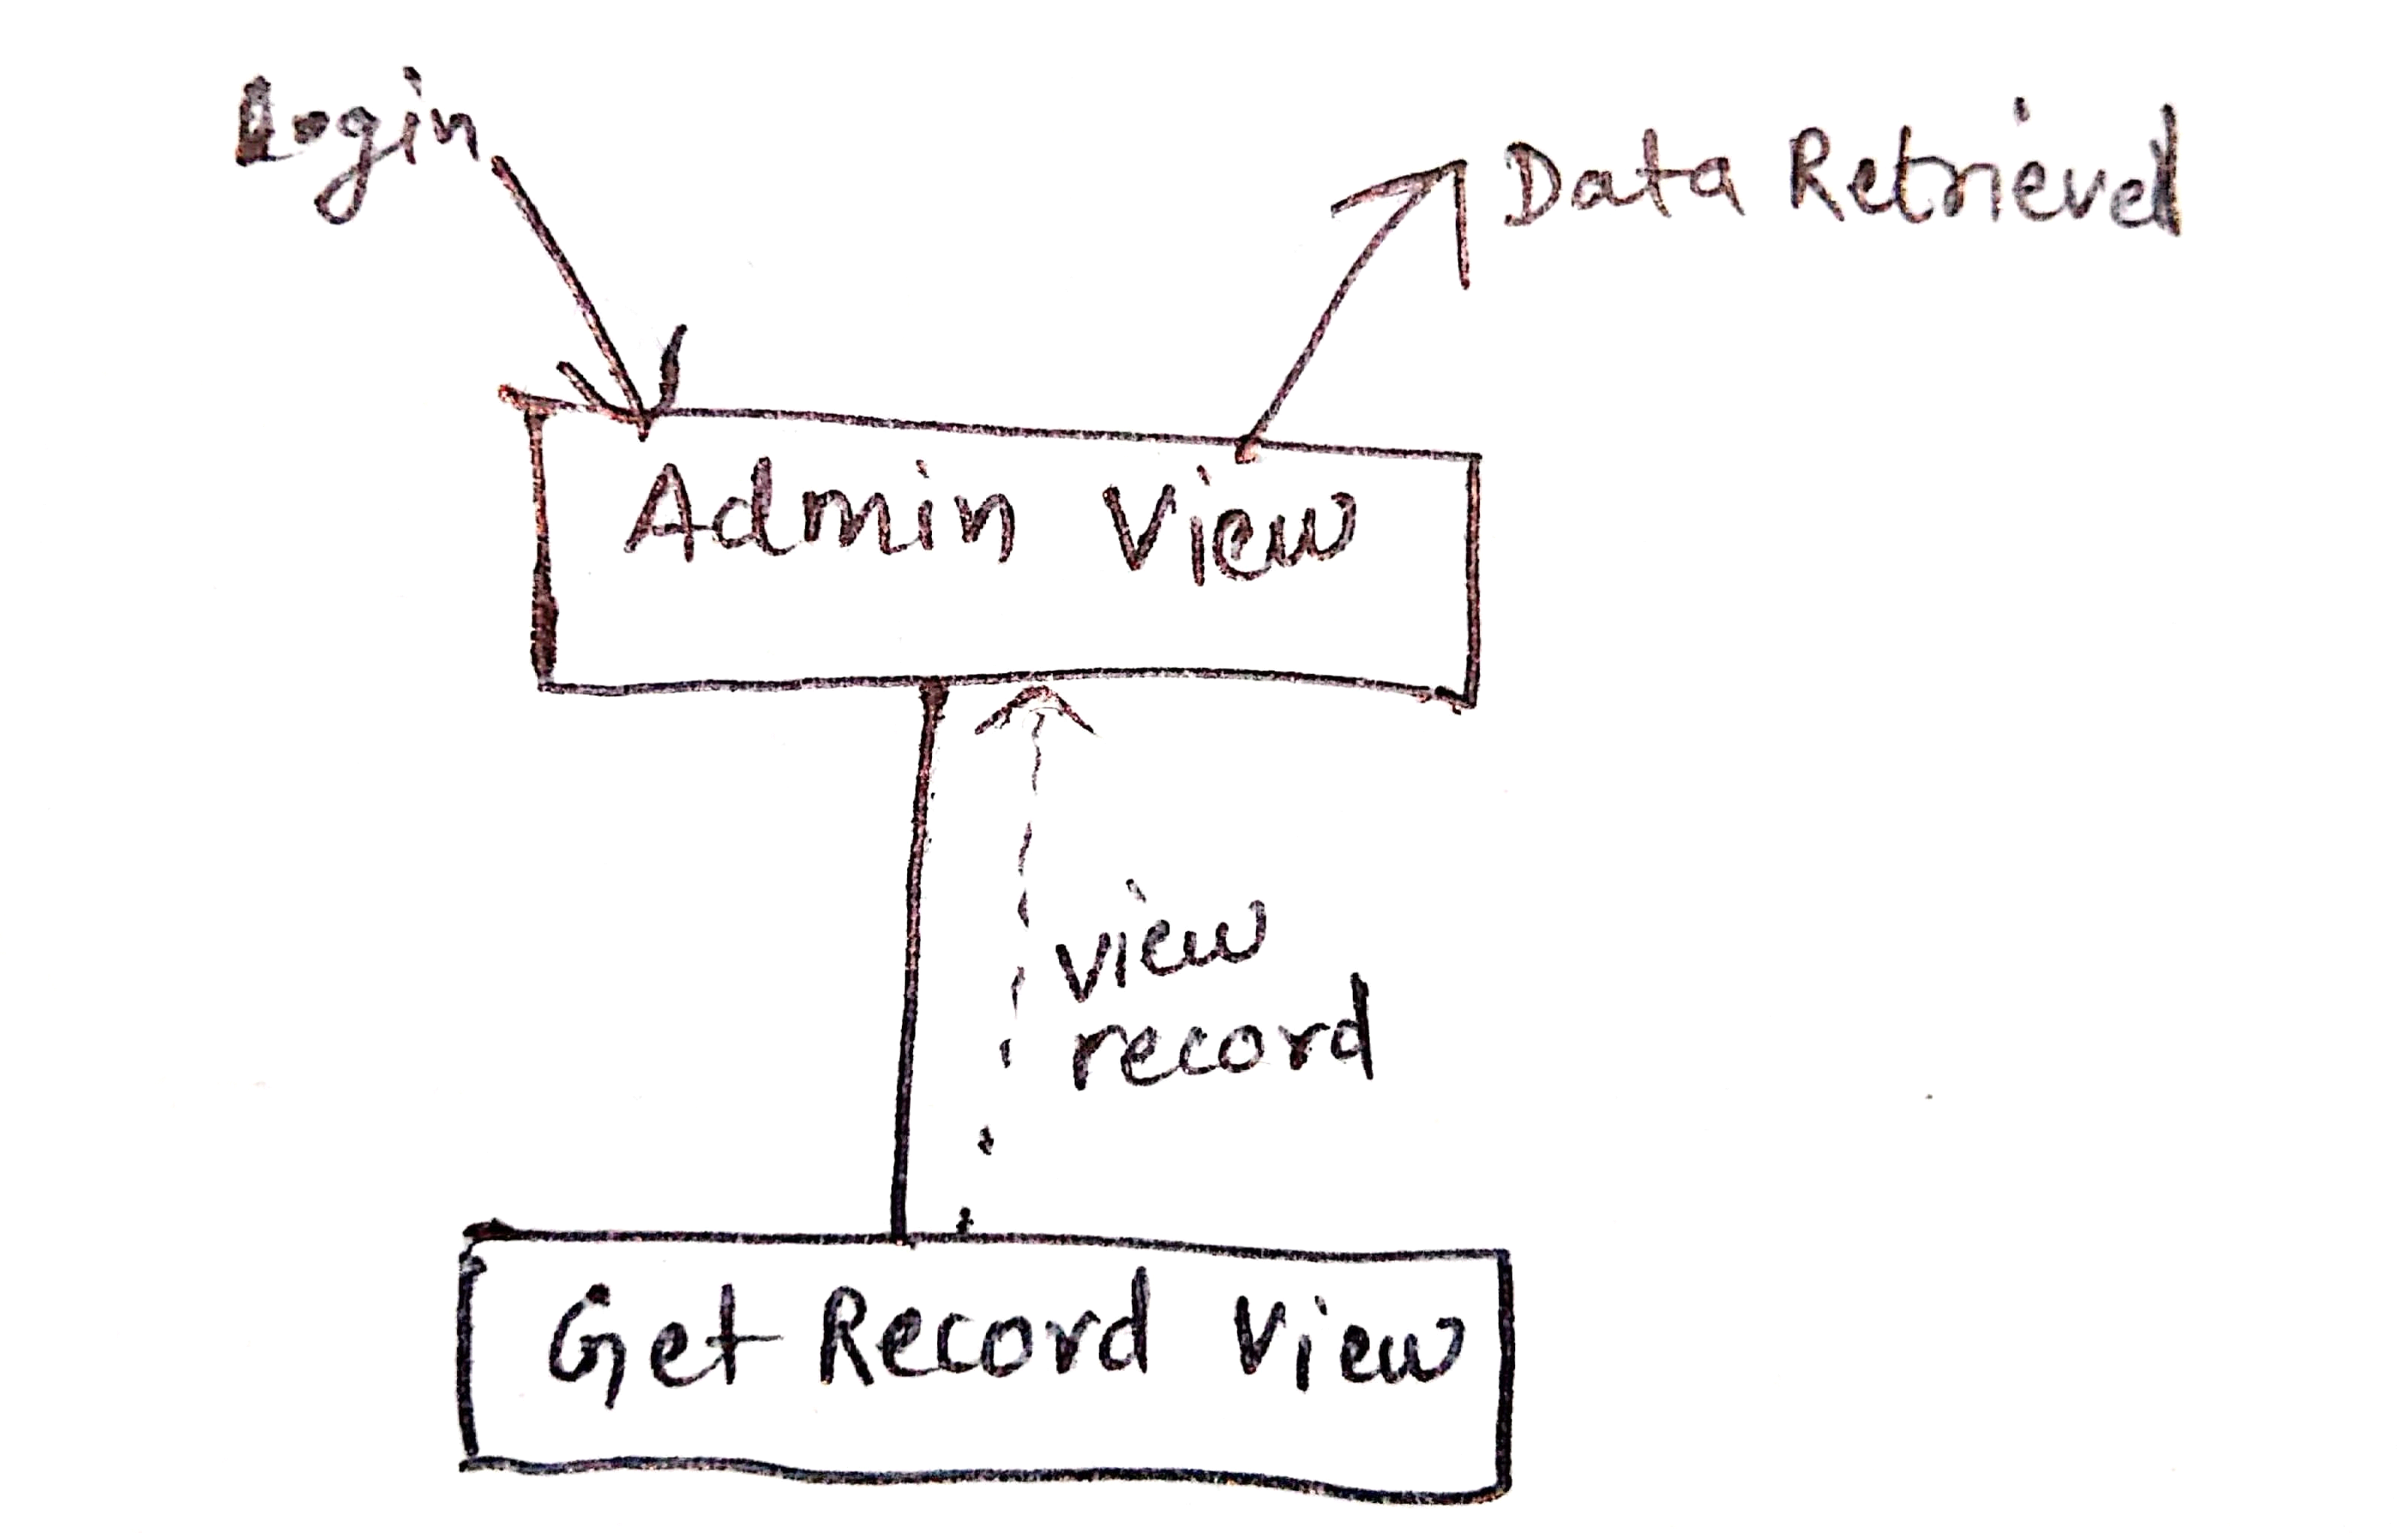 Login
Data Retrieved
Admin View
view
record
Get Record View